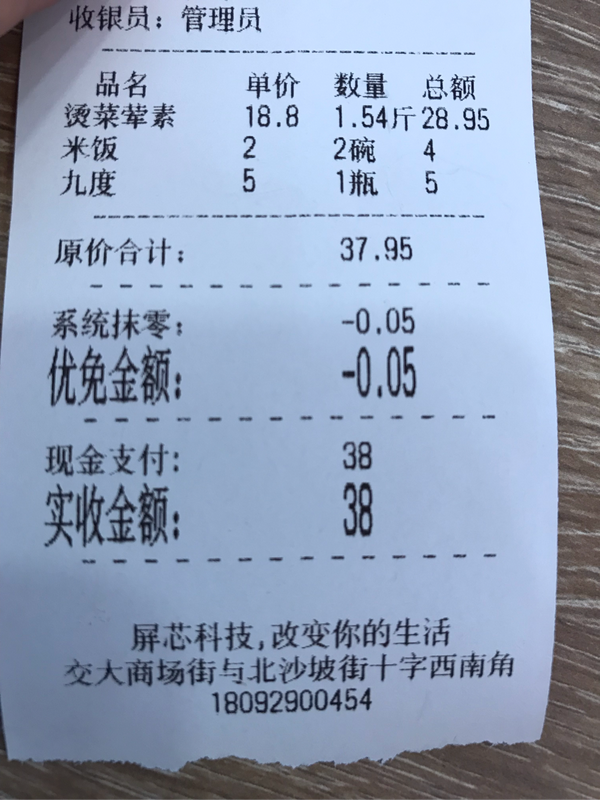 收银员：管理员
品名 单价 数量 总额
烫菜荤素 18.8 1.54斤 28.95
米饭 2 2碗 4
九度 5 1瓶 5
原价合计： 37.95
系统抹零： -0.05
优免金额： -0.05
现金支付： 38
实收金额： 38
屏芯科技,改变你的生活
交大商场街与北沙坡街十字西南角
18092900454